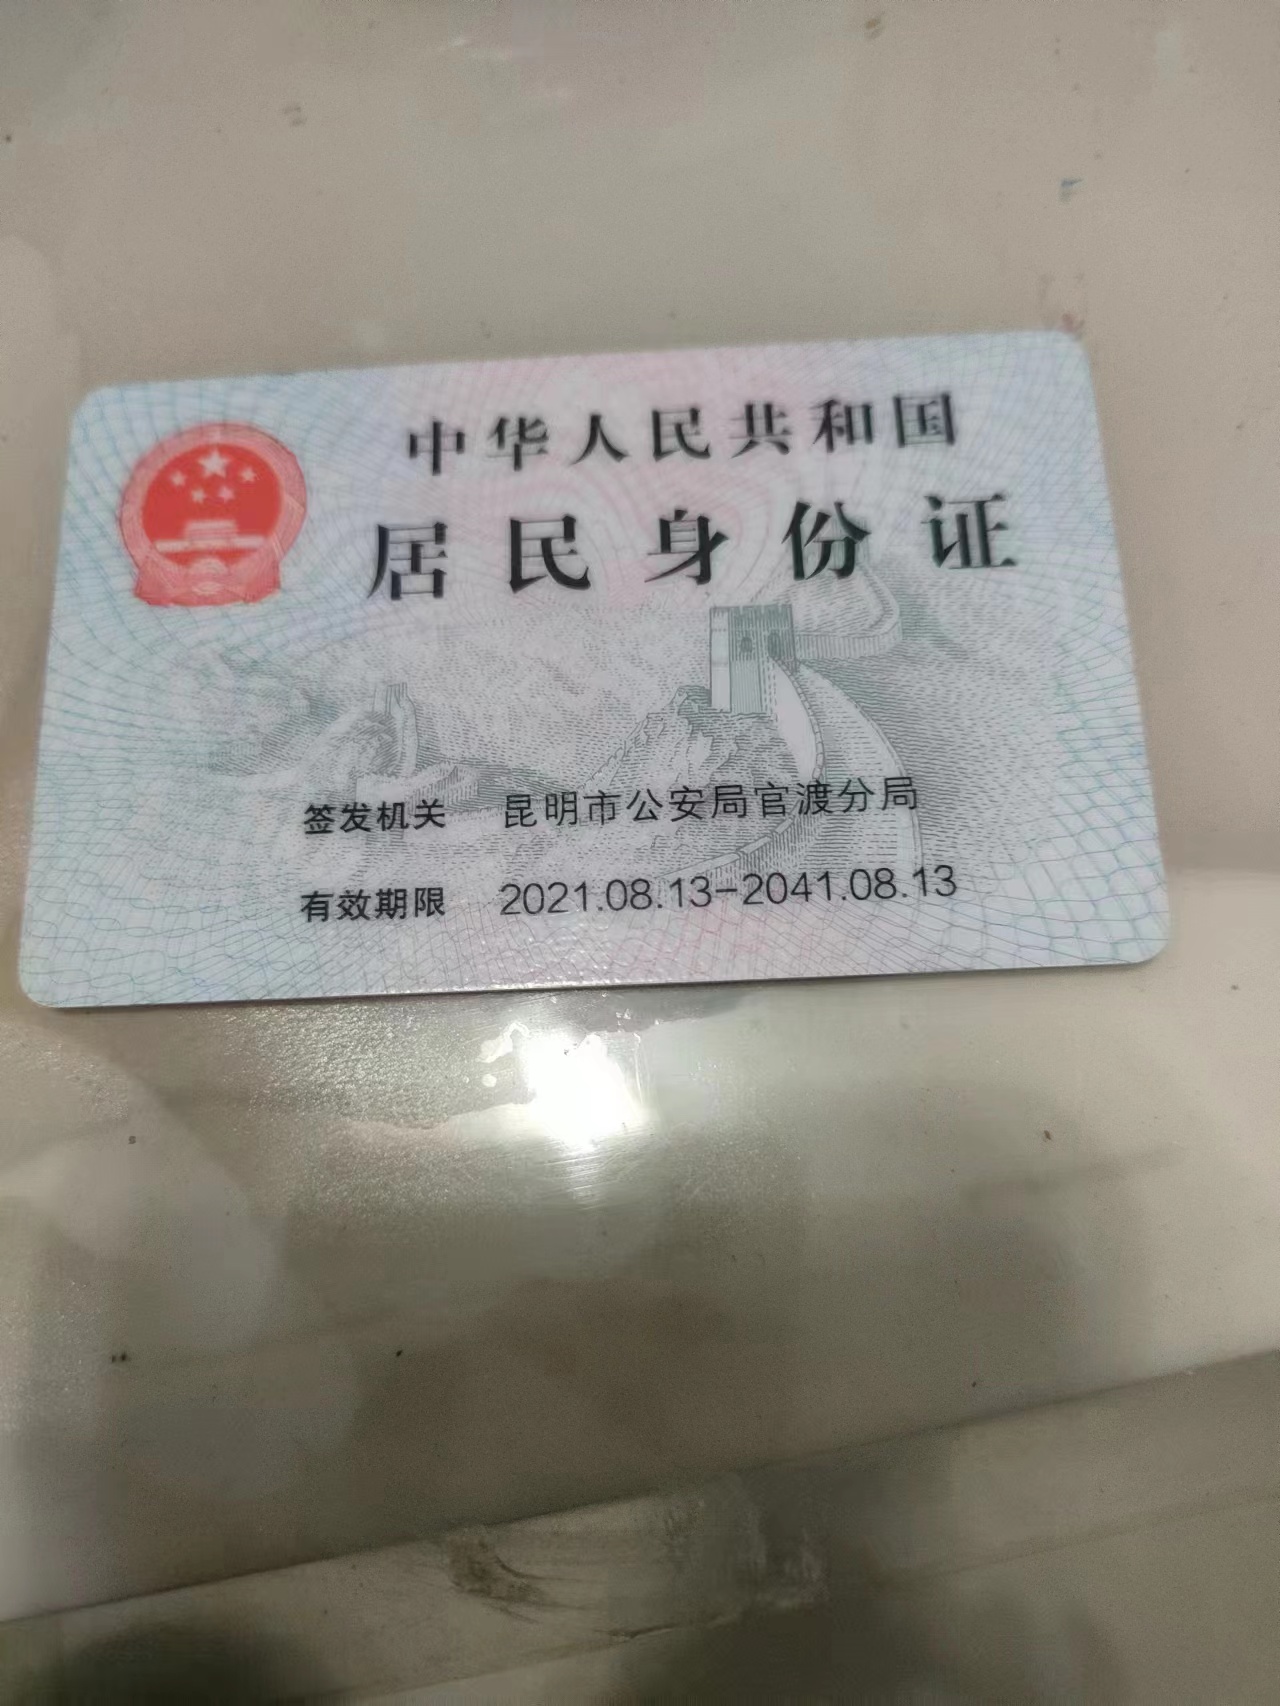 中华人民共和国
居民身份证
签发机关 昆明市公安局官渡分局
有效期限 2021.08.13-2041.08.13